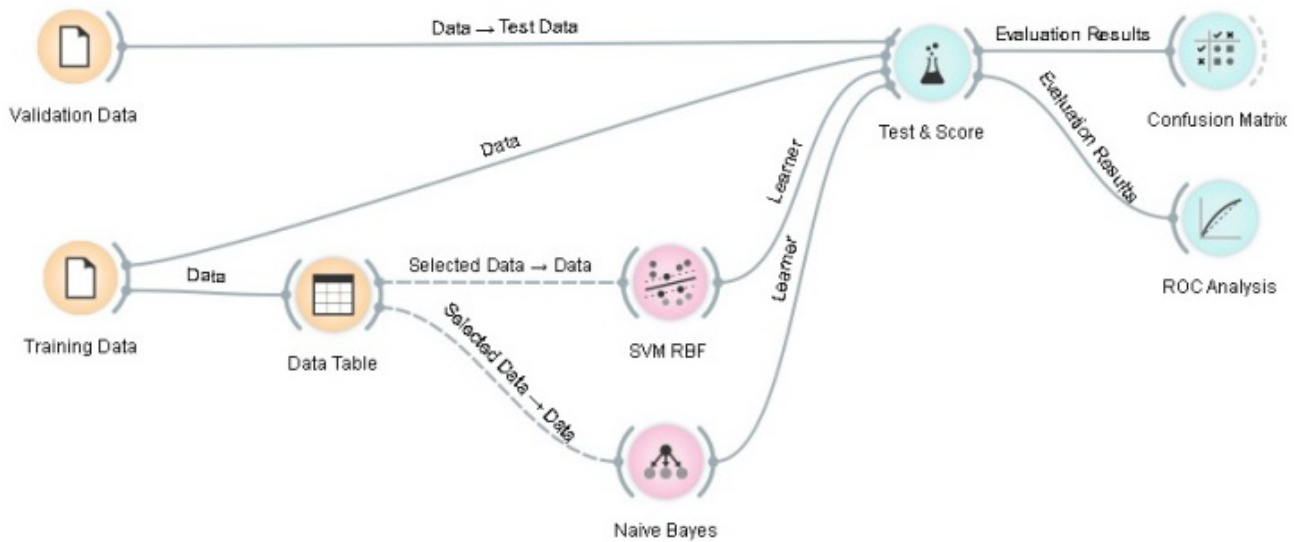 Data → Test Data
Evaluation Results
Validation Data
Test & Score
Confusion Matrix
Data
Learner
Evaluation Results
Data
Selected Data → Data
Learner
ROC Analysis
Training Data
Data Table
SVM RBF
Selected Data → Data
Naive Bayes